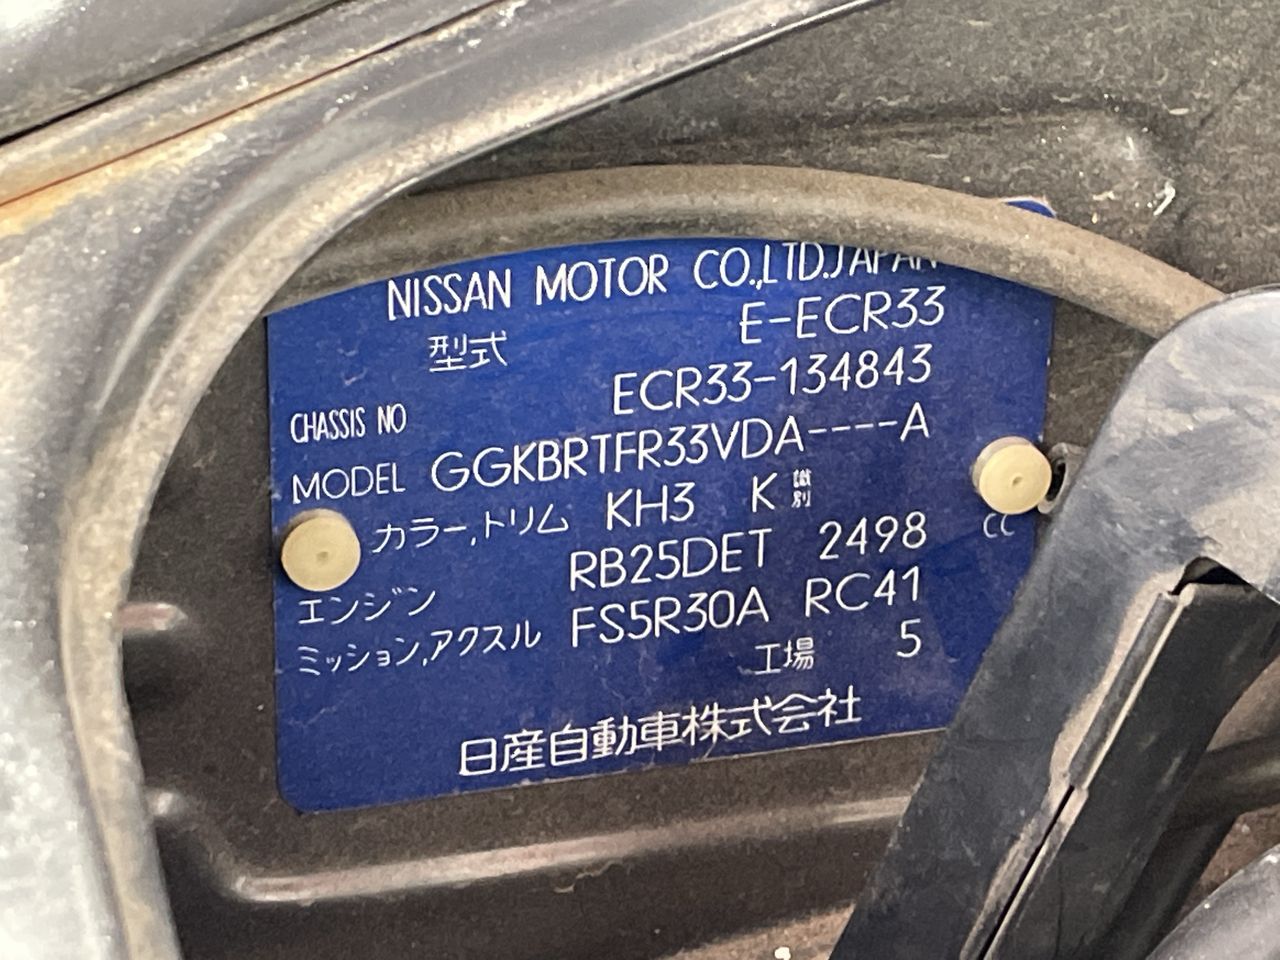 NISSAN MOTOR CO.,LTD.JAPAN
型式 E-ECR33
CHASSIS NO ECR33-134843
MODEL GGKBRTFR33VDA----A
カラー,トリム KH3 K 識別
エンジン RB25DET 2498 CC
ミッション,アクスル FS5R30A RC41
工場 5
日産自動車株式会社